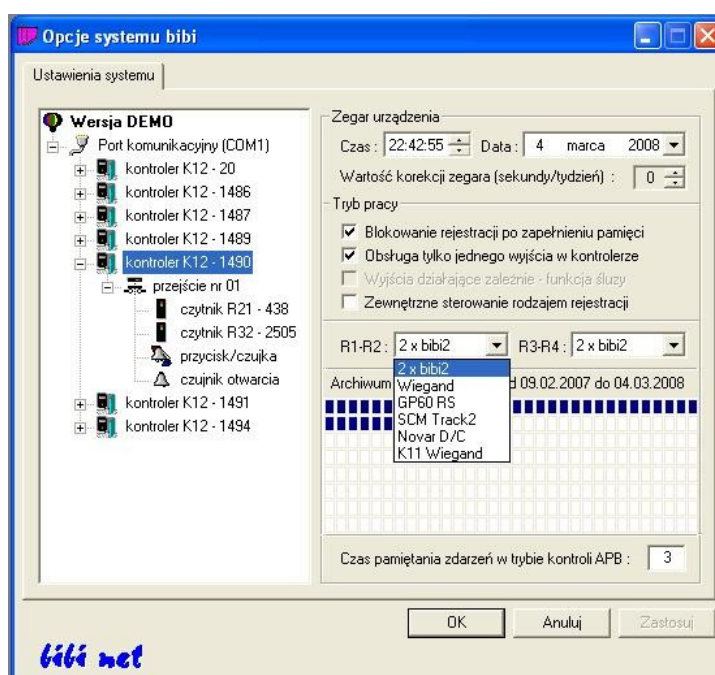 Opcje systemu bibi
Ustawienia systemu
Wersja DEMO
Port komunikacyjny (COM1)
kontroler K12 - 20
kontroler K12 - 1486
kontroler K12 - 1487
kontroler K12 - 1489
kontroler K12 - 1490
przejście nr 01
czytnik R21 - 438
czytnik R32 - 2505
przycisk/czujka
czujnik otwarcia
kontroler K12 - 1491
kontroler K12 - 1494
Zegar urządzenia
Czas : 22:42:55 Data : 4 marca 2008
Wartość korekcji zegara (sekundy/tydzień) : 0
Tryb pracy
Blokowanie rejestracji po zapełnieniu pamięci
Obsługa tylko jednego wyjścia w kontrolerze
Wyjścia działające zależnie - funkcja śluzy
Zewnętrzne sterowanie rodzajem rejestracji
R1-R2 : 2 x bibi2 R3-R4 : 2 x bibi2
2 x bibi2
Wiegand
GP60 RS
SCM Track2
Novar D/C
K11 Wiegand
Archiwum d 09.02.2007 do 04.03.2008
Czas pamiętania zdarzeń w trybie kontroli APB : 3
OK Anuluj Zastosuj
bibi net